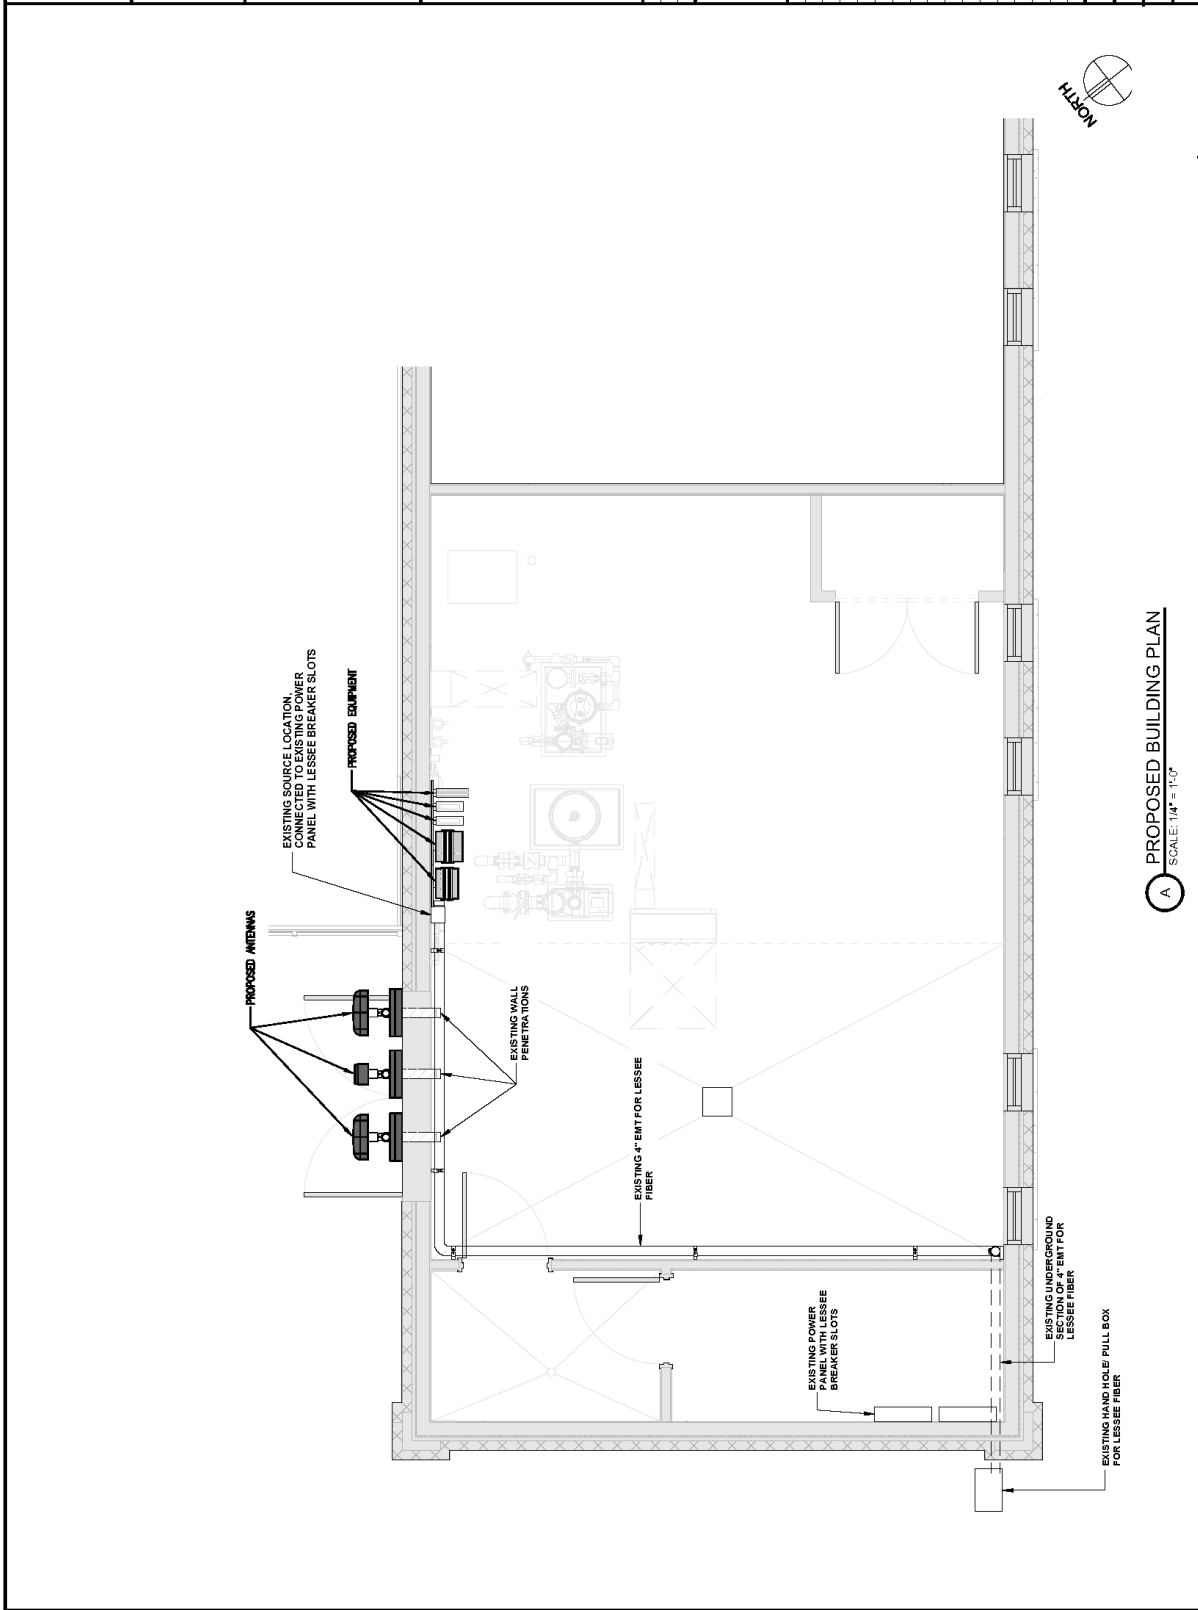 NORTH
EXISTING SOURCE LOCATION,
CONNECTED TO EXISTING POWER
PANEL WITH LESSEE BREAKER SLOTS
PROPOSED EQUIPMENT
PROPOSED ANTENNAS
EXISTING WALL
PENETRATIONS
EXISTING 4" EMT FOR LESSEE
FIBER
EXISTING POWER
PANEL WITH LESSEE
BREAKER SLOTS
EXISTING UNDERGROUND
SECTION OF 4" EMT FOR
LESSEE FIBER
EXISTING HAND HOLE/ PULL BOX
FOR LESSEE FIBER
A
PROPOSED BUILDING PLAN
SCALE: 1/4" = 1'-0"